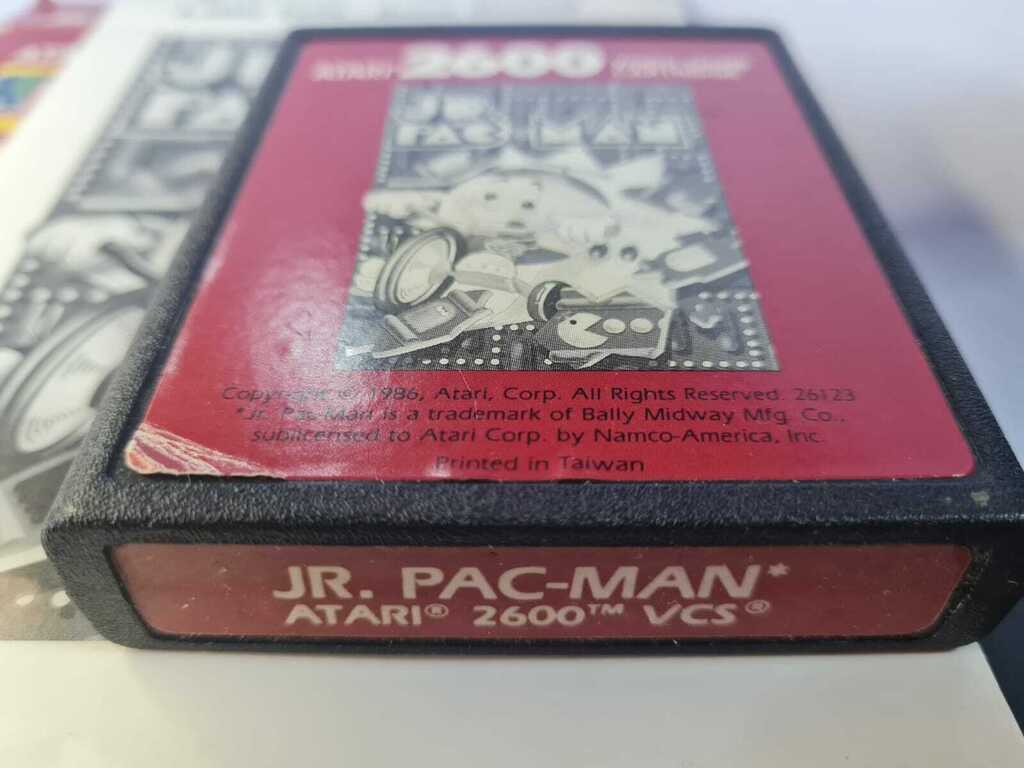 ATARI 2600
JR.
PAC-MAN
Copyright © 1986, Atari, Corp. All Rights Reserved. 26123
*Jr. Pac-Man is a trademark of Bally Midway Mfg. Co.,
sublicensed to Atari Corp. by Namco-America, Inc.
Printed in Taiwan
JR. PAC-MAN*
ATARI® 2600™ VCS®